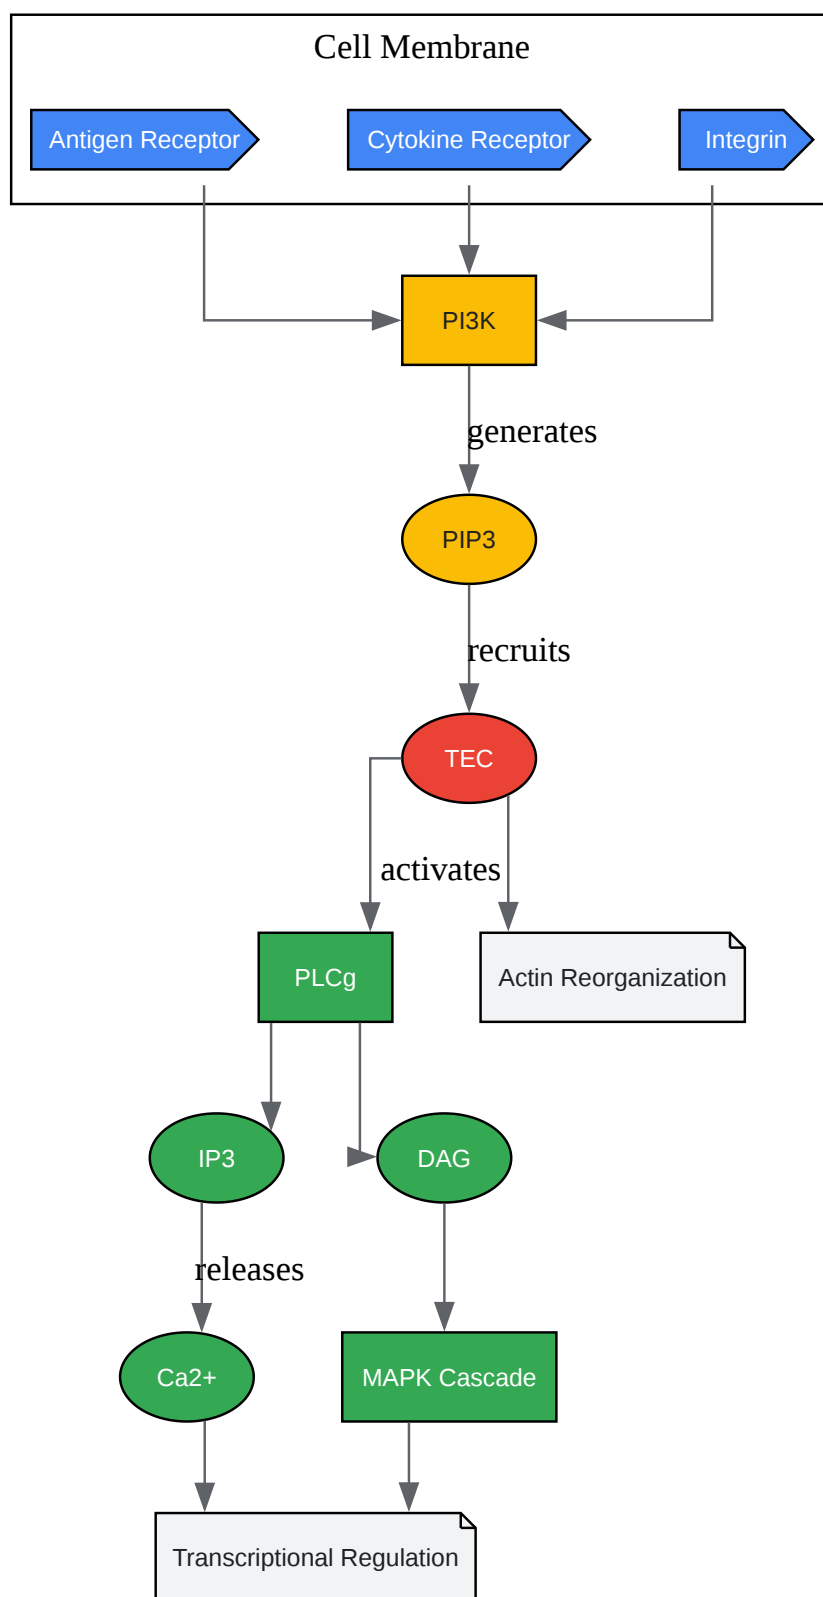 Cell Membrane
Antigen Receptor
Cytokine Receptor
Integrin
PI3K
generates
PIP3
recruits
TEC
activates
PLCg
Actin Reorganization
IP3
DAG
releases
Ca2+
MAPK Cascade
Transcriptional Regulation